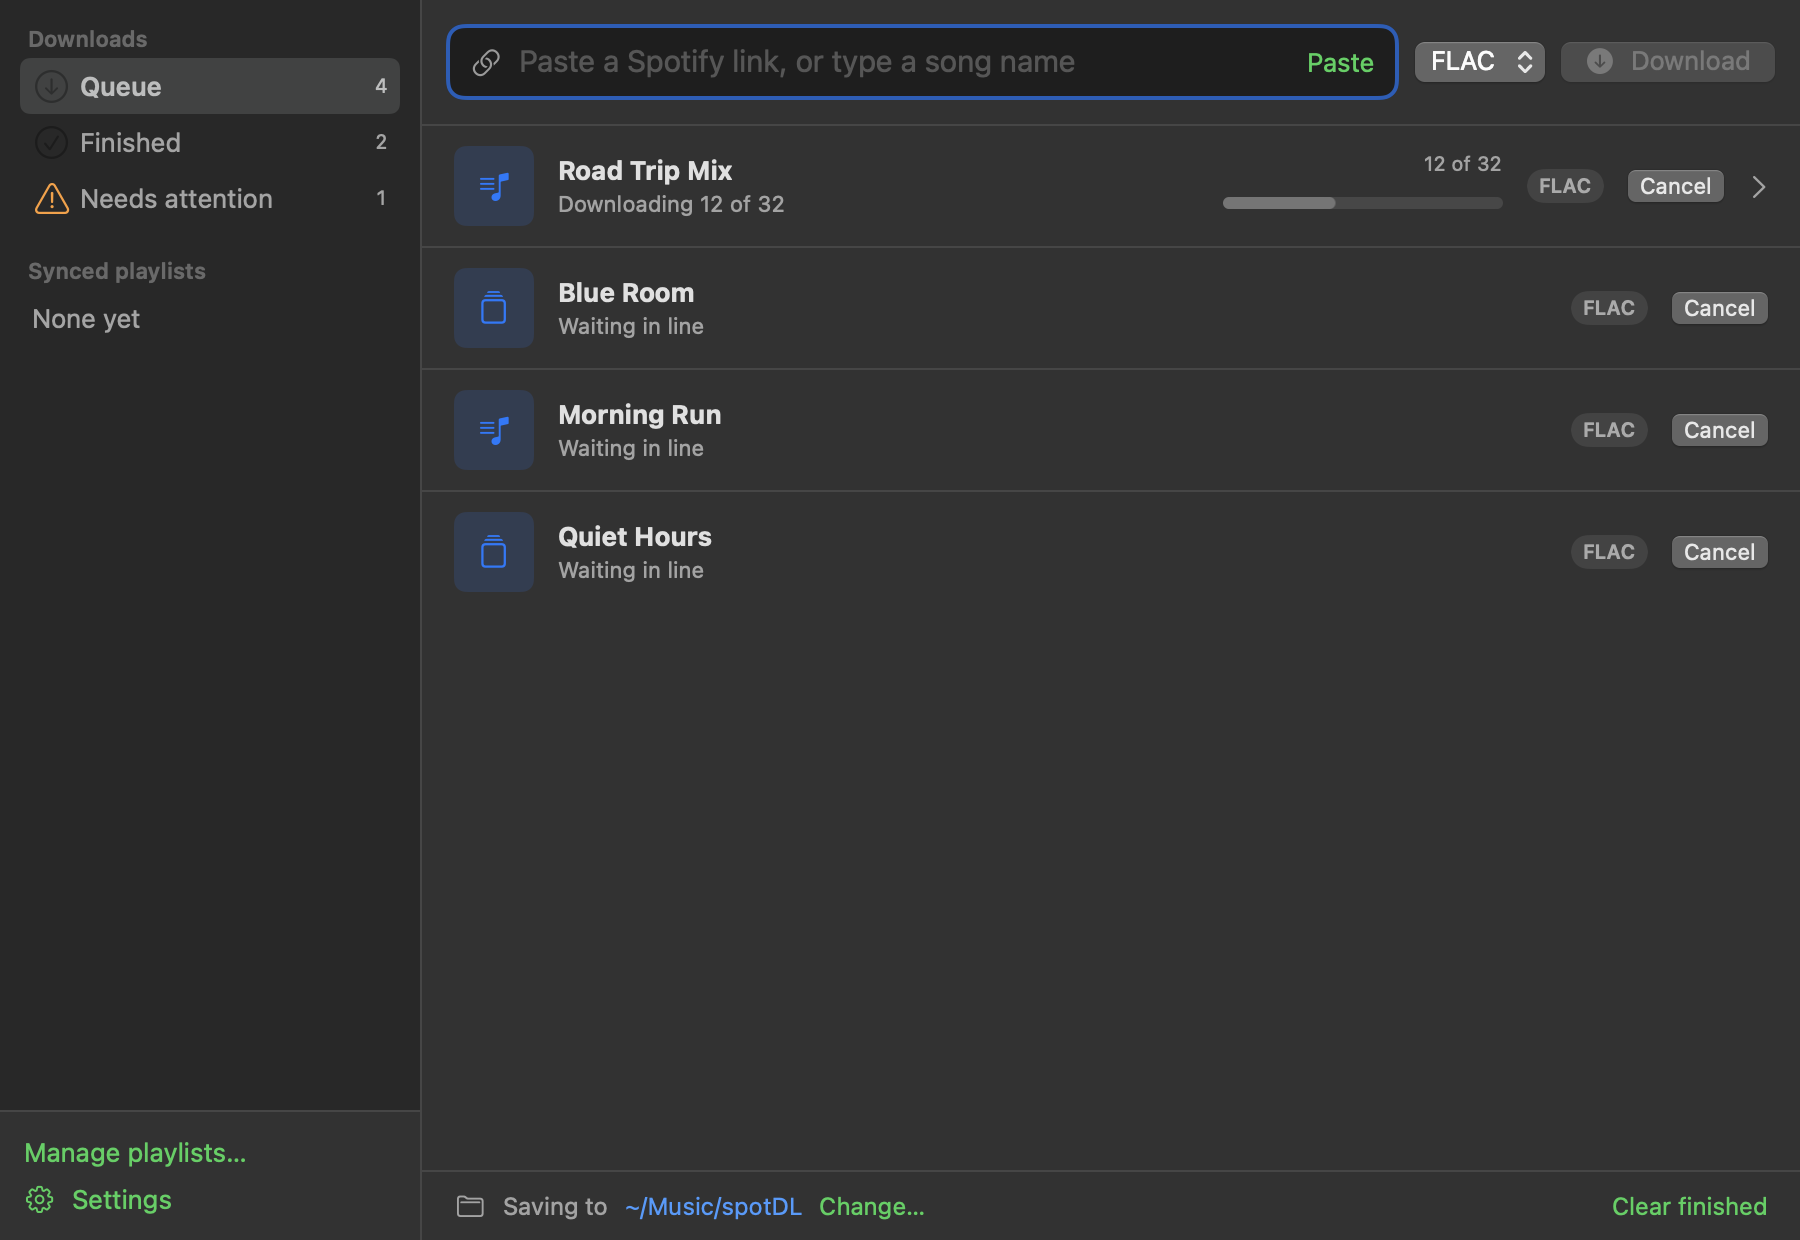 Downloads
Queue 4
Finished 2
Needs attention 1
Synced playlists
None yet
Manage playlists...
Settings
Paste a Spotify link, or type a song name Paste FLAC Download
Road Trip Mix
Downloading 12 of 32
12 of 32
FLAC Cancel
Blue Room
Waiting in line
FLAC Cancel
Morning Run
Waiting in line
FLAC Cancel
Quiet Hours
Waiting in line
FLAC Cancel
Saving to ~/Music/spotDL Change... Clear finished